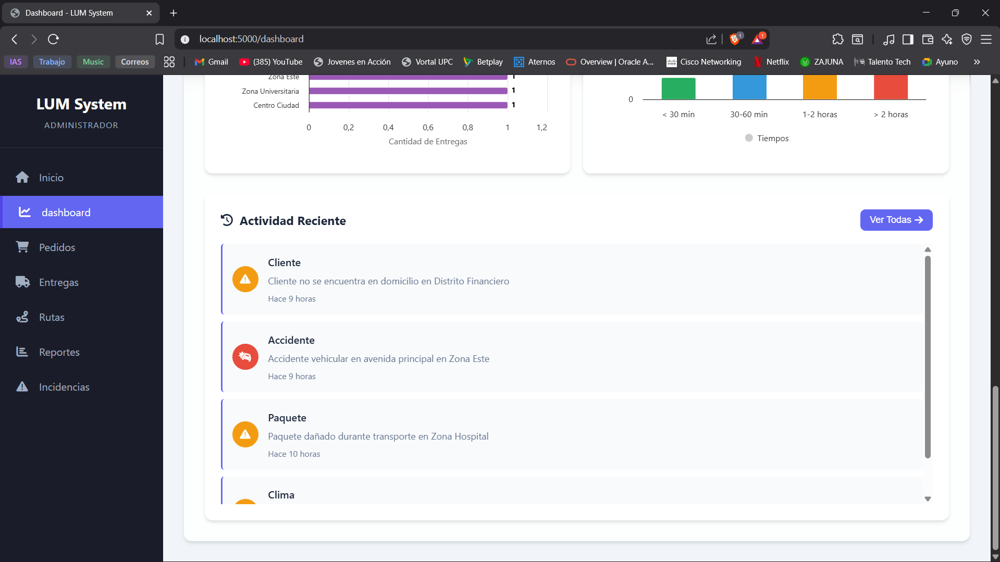 Dashboard - LUM System
localhost:5000/dashboard
1
1
IAS
Trabajo
Music
Correos
Gmail
(385) YouTube
Jovenes en Acción
Vortal UPC
Betplay
Aternos
Overview | Oracle A...
Cisco Networking
Netflix
ZAJUNA
Talento Tech
Ayuno
LUM System
ADMINISTRADOR
Inicio
dashboard
Pedidos
Entregas
Rutas
Reportes
Incidencias
Zona Este
1
Zona Universitaria
1
Centro Ciudad
1
0 0,2 0,4 0,6 0,8 1 1,2
Cantidad de Entregas
0
< 30 min 30-60 min 1-2 horas > 2 horas
Tiempos
Actividad Reciente
Ver Todas
Cliente
Cliente no se encuentra en domicilio en Distrito Financiero
Hace 9 horas
Accidente
Accidente vehicular en avenida principal en Zona Este
Hace 9 horas
Paquete
Paquete dañado durante transporte en Zona Hospital
Hace 10 horas
Clima